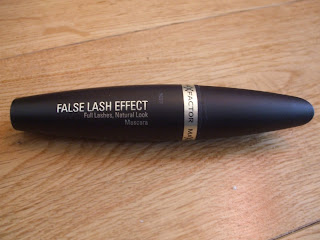 FALSE LASH EFFECT
Full Lashes, Natural Look
Mascara
FACTOR